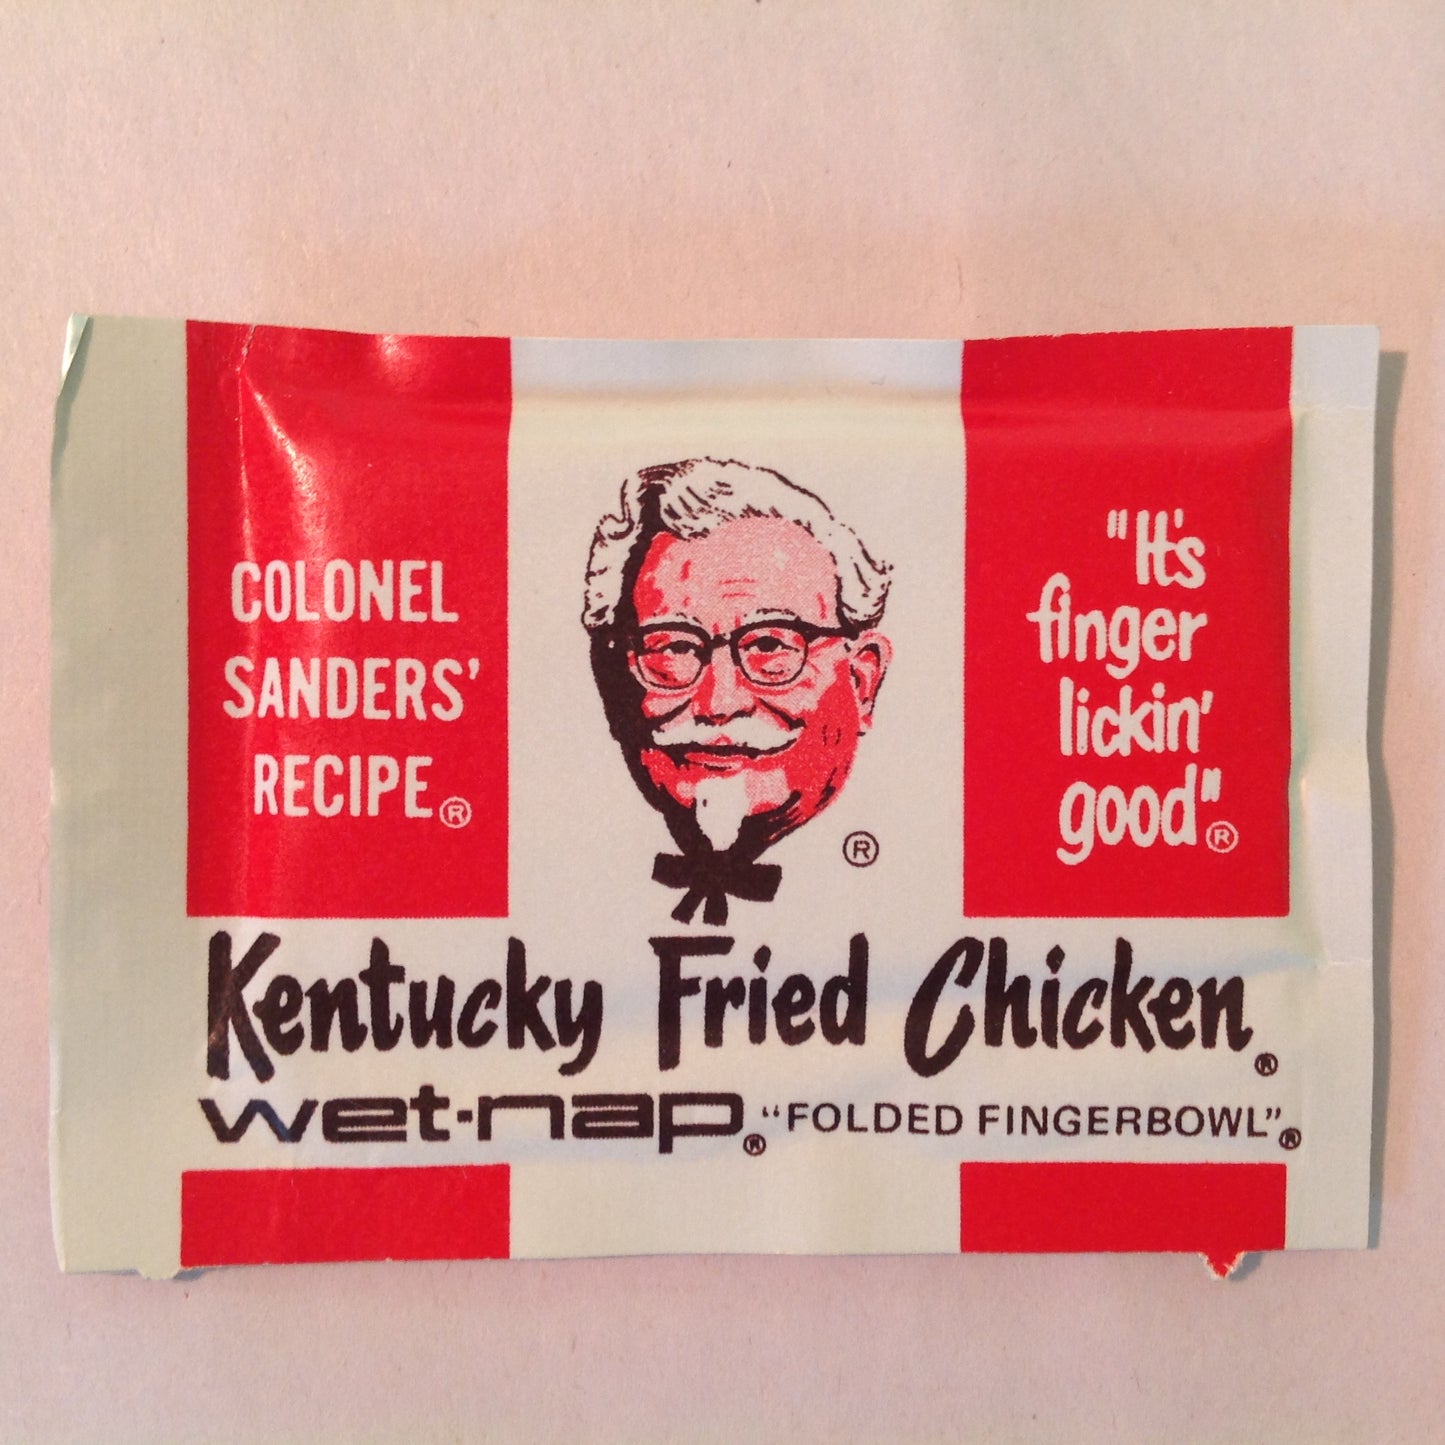 COLONEL
SANDERS'
RECIPE®
"It's
finger
lickin'
good"®
®
Kentucky Fried Chicken®
wet-nap® "FOLDED FINGERBOWL"®